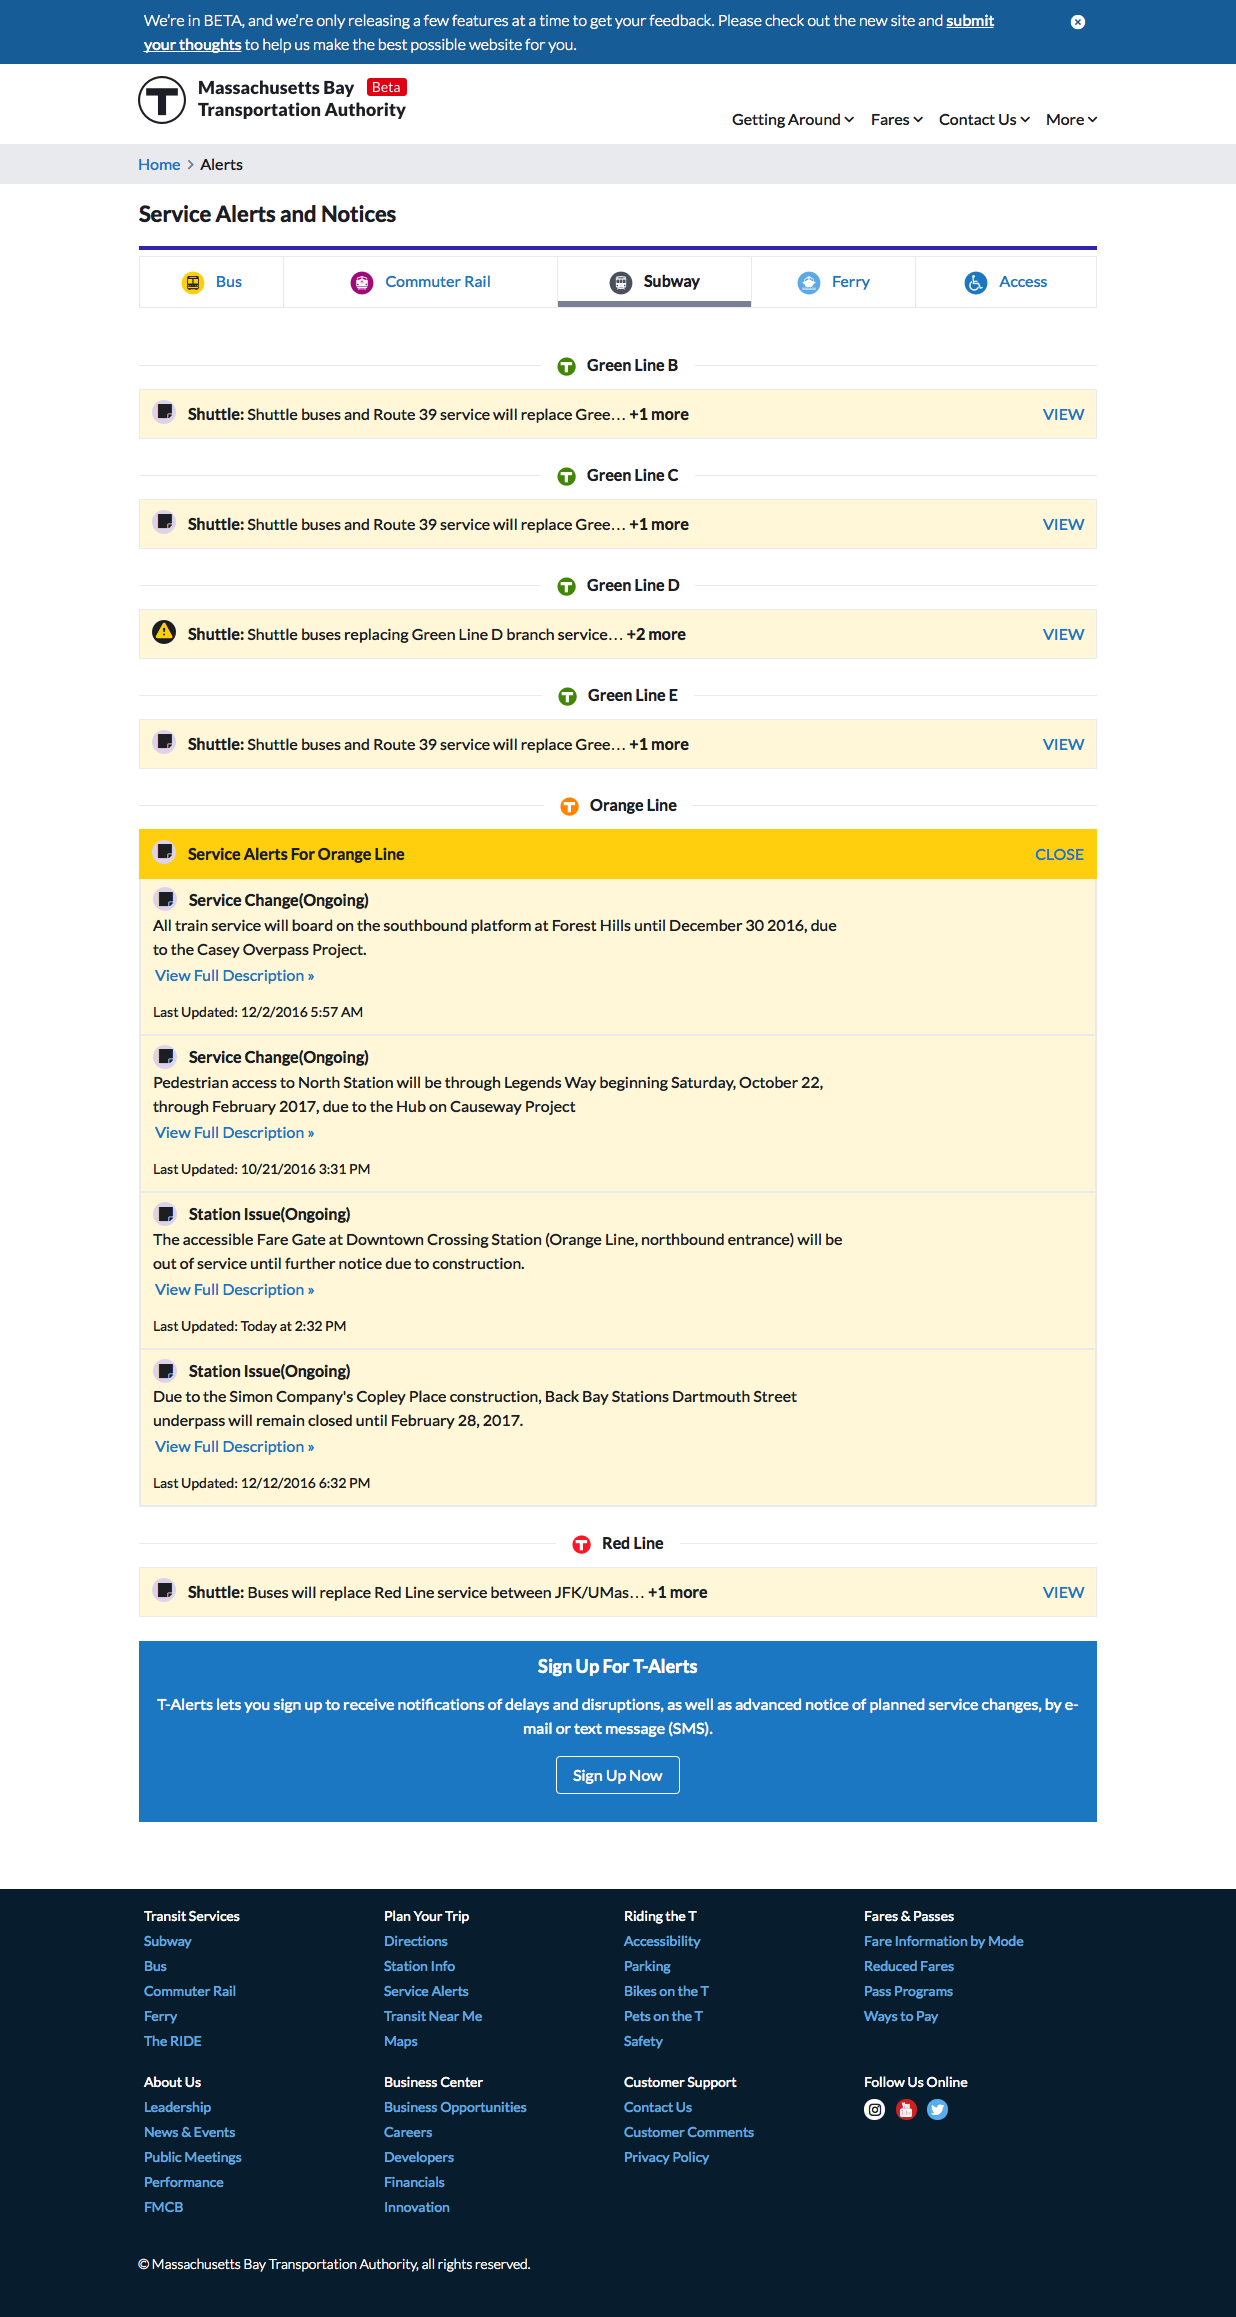 We're in BETA, and we're only releasing a few features at a time to get your feedback. Please check out the new site and submit
your thoughts to help us make the best possible website for you.
T Massachusetts Bay Beta
Transportation Authority
Getting Around Fares Contact Us More
Home > Alerts
Service Alerts and Notices
Bus Commuter Rail Subway Ferry Access
T Green Line B
Shuttle: Shuttle buses and Route 39 service will replace Gree… +1 more VIEW
T Green Line C
Shuttle: Shuttle buses and Route 39 service will replace Gree… +1 more VIEW
T Green Line D
Shuttle: Shuttle buses replacing Green Line D branch service… +2 more VIEW
T Green Line E
Shuttle: Shuttle buses and Route 39 service will replace Gree… +1 more VIEW
T Orange Line
Service Alerts For Orange Line CLOSE
Service Change(Ongoing)
All train service will board on the southbound platform at Forest Hills until December 30 2016, due
to the Casey Overpass Project.
View Full Description »
Last Updated: 12/2/2016 5:57 AM
Service Change(Ongoing)
Pedestrian access to North Station will be through Legends Way beginning Saturday, October 22,
through February 2017, due to the Hub on Causeway Project
View Full Description »
Last Updated: 10/21/2016 3:31 PM
Station Issue(Ongoing)
The accessible Fare Gate at Downtown Crossing Station (Orange Line, northbound entrance) will be
out of service until further notice due to construction.
View Full Description »
Last Updated: Today at 2:32 PM
Station Issue(Ongoing)
Due to the Simon Company's Copley Place construction, Back Bay Stations Dartmouth Street
underpass will remain closed until February 28, 2017.
View Full Description »
Last Updated: 12/12/2016 6:32 PM
T Red Line
Shuttle: Buses will replace Red Line service between JFK/UMas… +1 more VIEW
Sign Up For T-Alerts
T-Alerts lets you sign up to receive notifications of delays and disruptions, as well as advanced notice of planned service changes, by e-
mail or text message (SMS).
Sign Up Now
Transit Services Plan Your Trip Riding the T Fares & Passes
Subway Directions Accessibility Fare Information by Mode
Bus Station Info Parking Reduced Fares
Commuter Rail Service Alerts Bikes on the T Pass Programs
Ferry Transit Near Me Pets on the T Ways to Pay
The RIDE Maps Safety
About Us Business Center Customer Support Follow Us Online
Leadership Business Opportunities Contact Us
News & Events Careers Customer Comments
Public Meetings Developers Privacy Policy
Performance Financials
FMCB Innovation
© Massachusetts Bay Transportation Authority, all rights reserved.